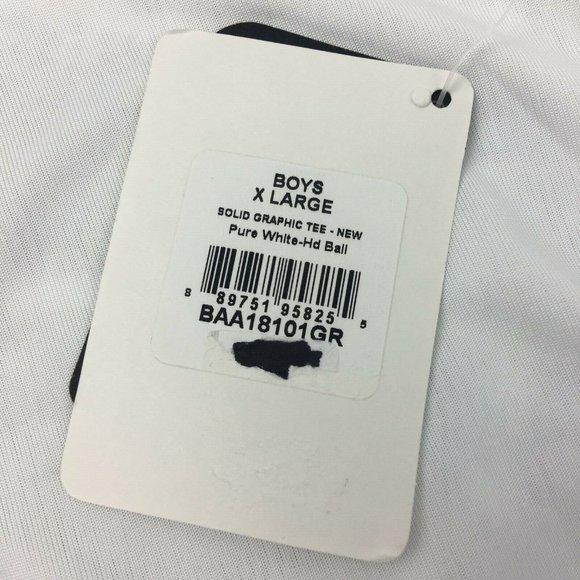 BOYS
X LARGE
SOLID GRAPHIC TEE - NEW
Pure White-Hd Ball
8 89751 95825 5
BAA18101GR